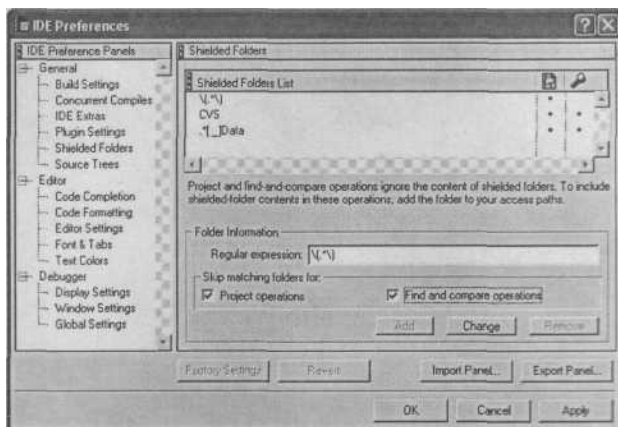 IDE Preferences
IDE Preference Panels
General
Build Settings
Concurrent Compiles
IDE Extras
Plugin Settings
Shielded Folders
Source Trees
Editor
Code Completion
Code Formatting
Editor Settings
Font & Tabs
Text Colors
Debugger
Display Settings
Window Settings
Global Settings
Shielded Folders
Shielded Folders List
\(.*\)
CVS
.*[_]Data
Project and find-and-compare operations ignore the content of shielded folders. To include
shielded-folder contents in these operations, add the folder to your access paths.
Folder Information
Regular expression: \(.*\)
Skip matching folders for:
Project operations
Find and compare operations
Add Change Remove
Factory Settings Revert Import Panel... Export Panel...
OK Cancel Apply